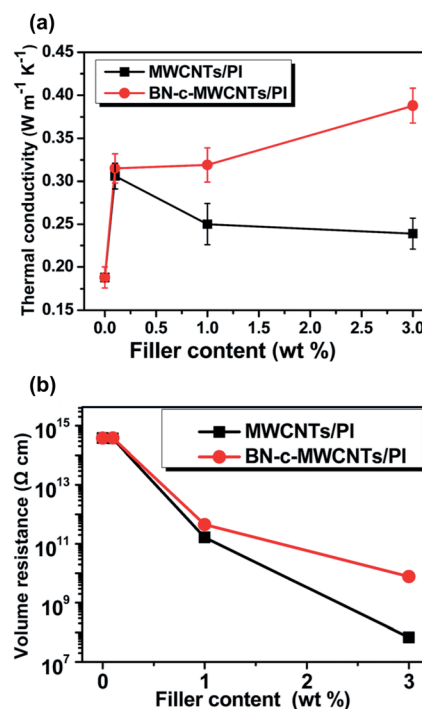 (a)
0.45
0.40
0.35
0.30
0.25
0.20
0.15
Thermal conductivity (W m⁻¹ K⁻¹)
MWCNTs/PI
BN-c-MWCNTs/PI
0.0 0.5 1.0 1.5 2.0 2.5 3.0
Filler content (wt %)
(b)
10¹⁵
10¹³
10¹¹
10⁹
10⁷
Volume resistance (Ω cm)
MWCNTs/PI
BN-c-MWCNTs/PI
0 1 2 3
Filler content (wt %)